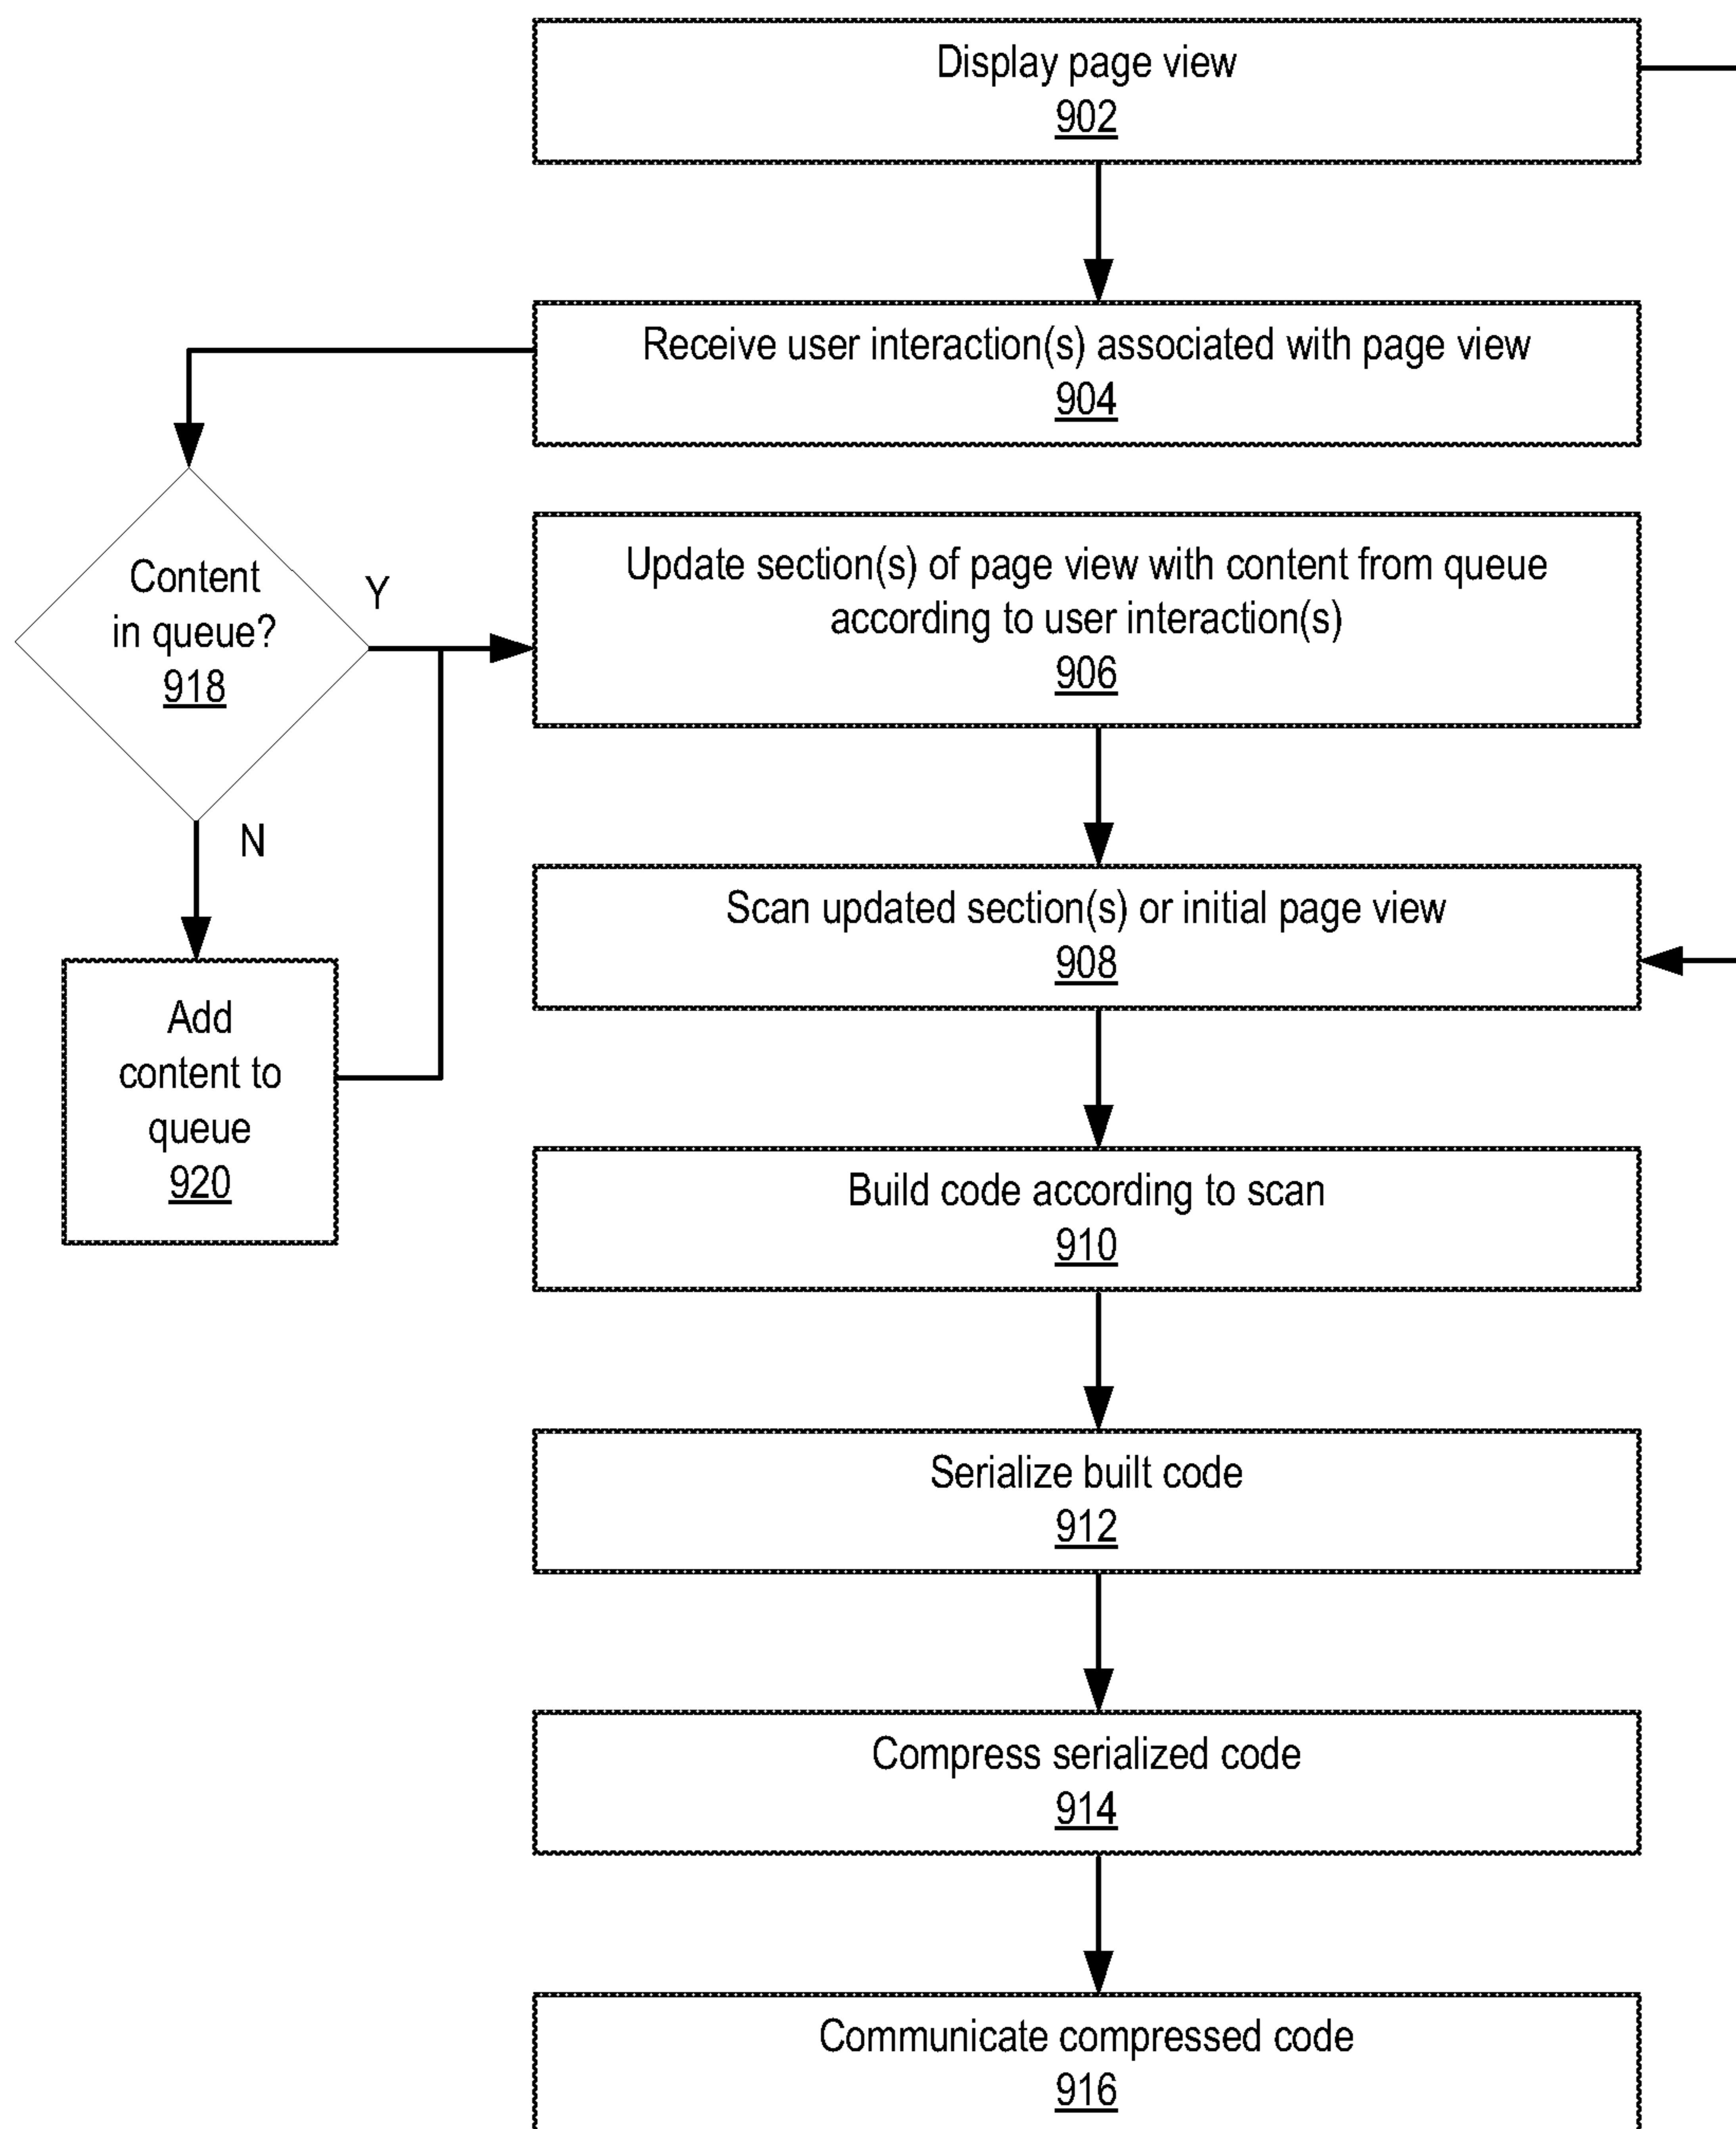 Display page view
902
Receive user interaction(s) associated with page view
904
Content
in queue?
918
Y
N
Update section(s) of page view with content from queue
according to user interaction(s)
906
Scan updated section(s) or initial page view
908
Add
content to
queue
920
Build code according to scan
910
Serialize built code
912
Compress serialized code
914
Communicate compressed code
916